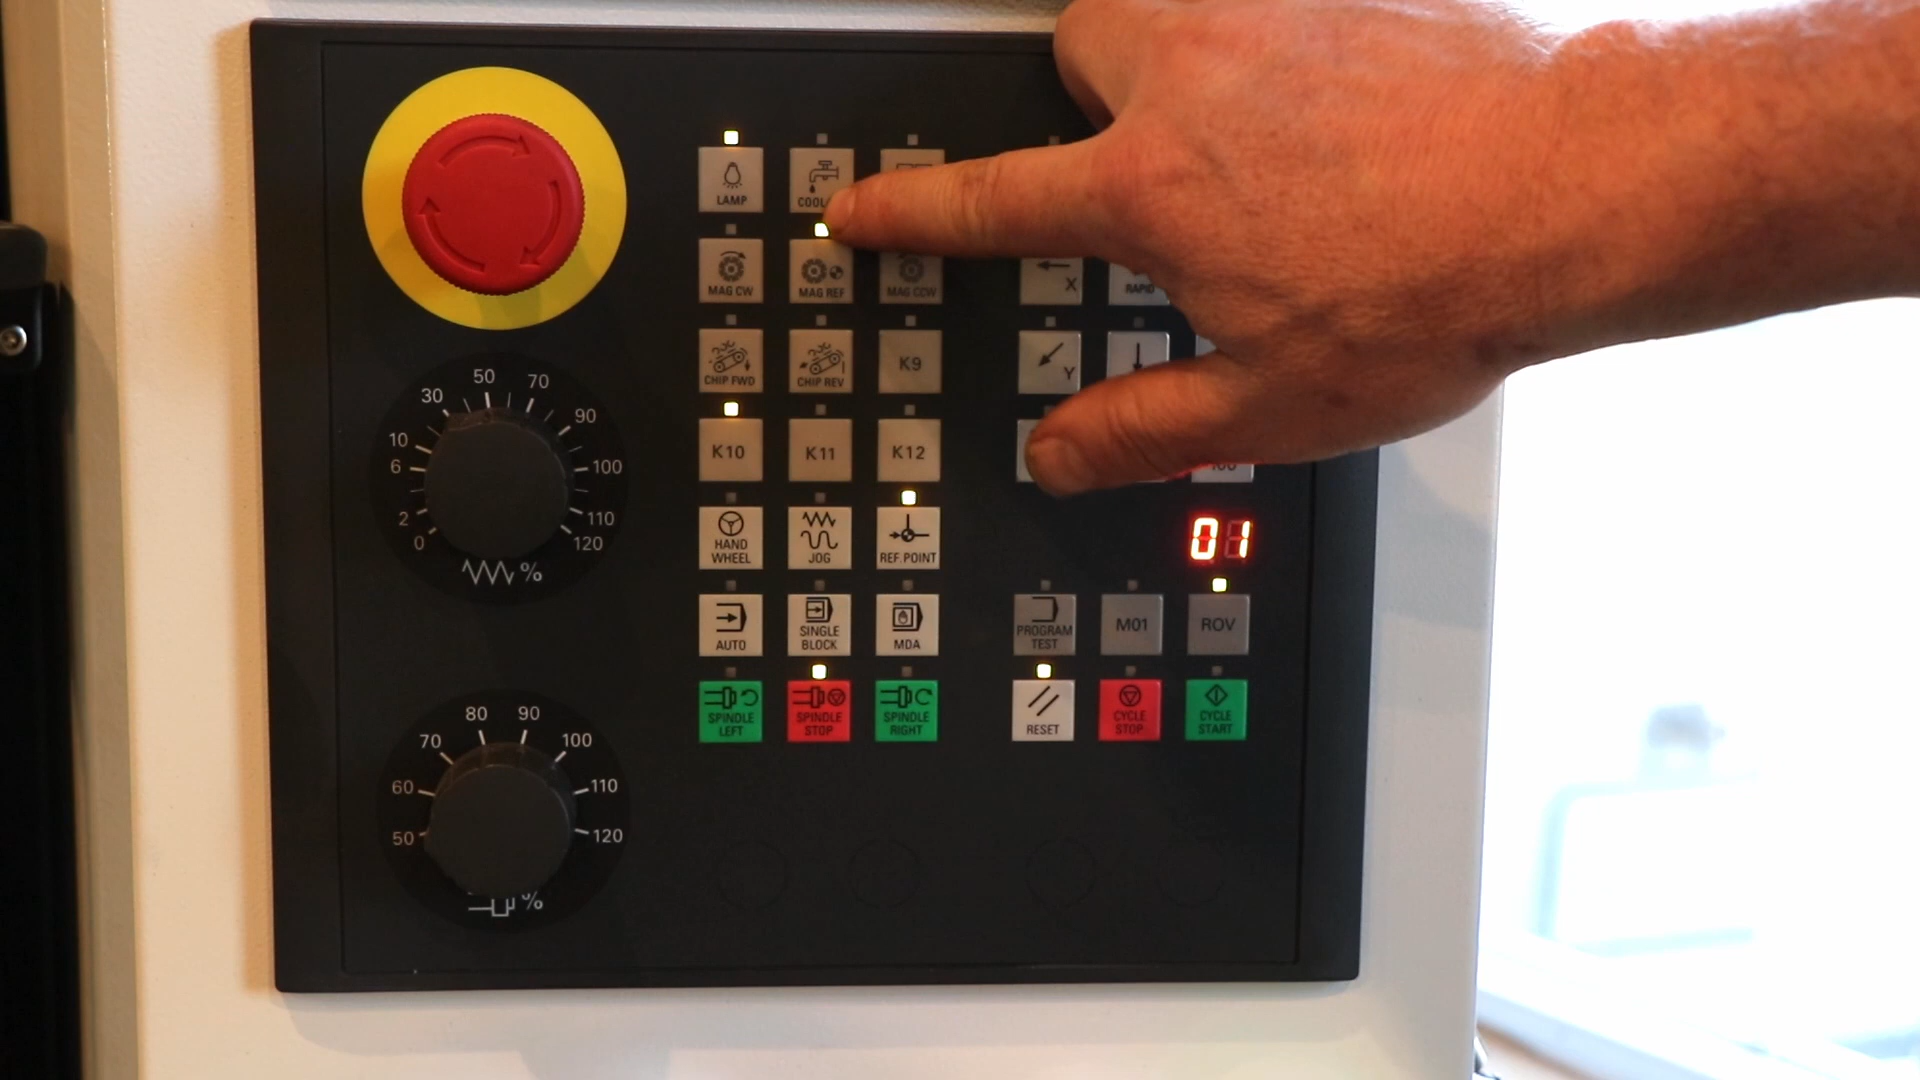 LAMP
MAG CW
MAG REF
MAG CCW
X
RAPID
CHIP FWD
CHIP REV
K9
Y
30
50
70
90
10
6
100
2
110
0
120
%
K10
K11
K12
HAND
WHEEL
JOG
REF.POINT
01
AUTO
SINGLE
BLOCK
MDA
PROGRAM
TEST
M01
ROV
SPINDLE
LEFT
SPINDLE
STOP
SPINDLE
RIGHT
RESET
CYCLE
STOP
CYCLE
START
80
90
70
100
60
110
50
120
%